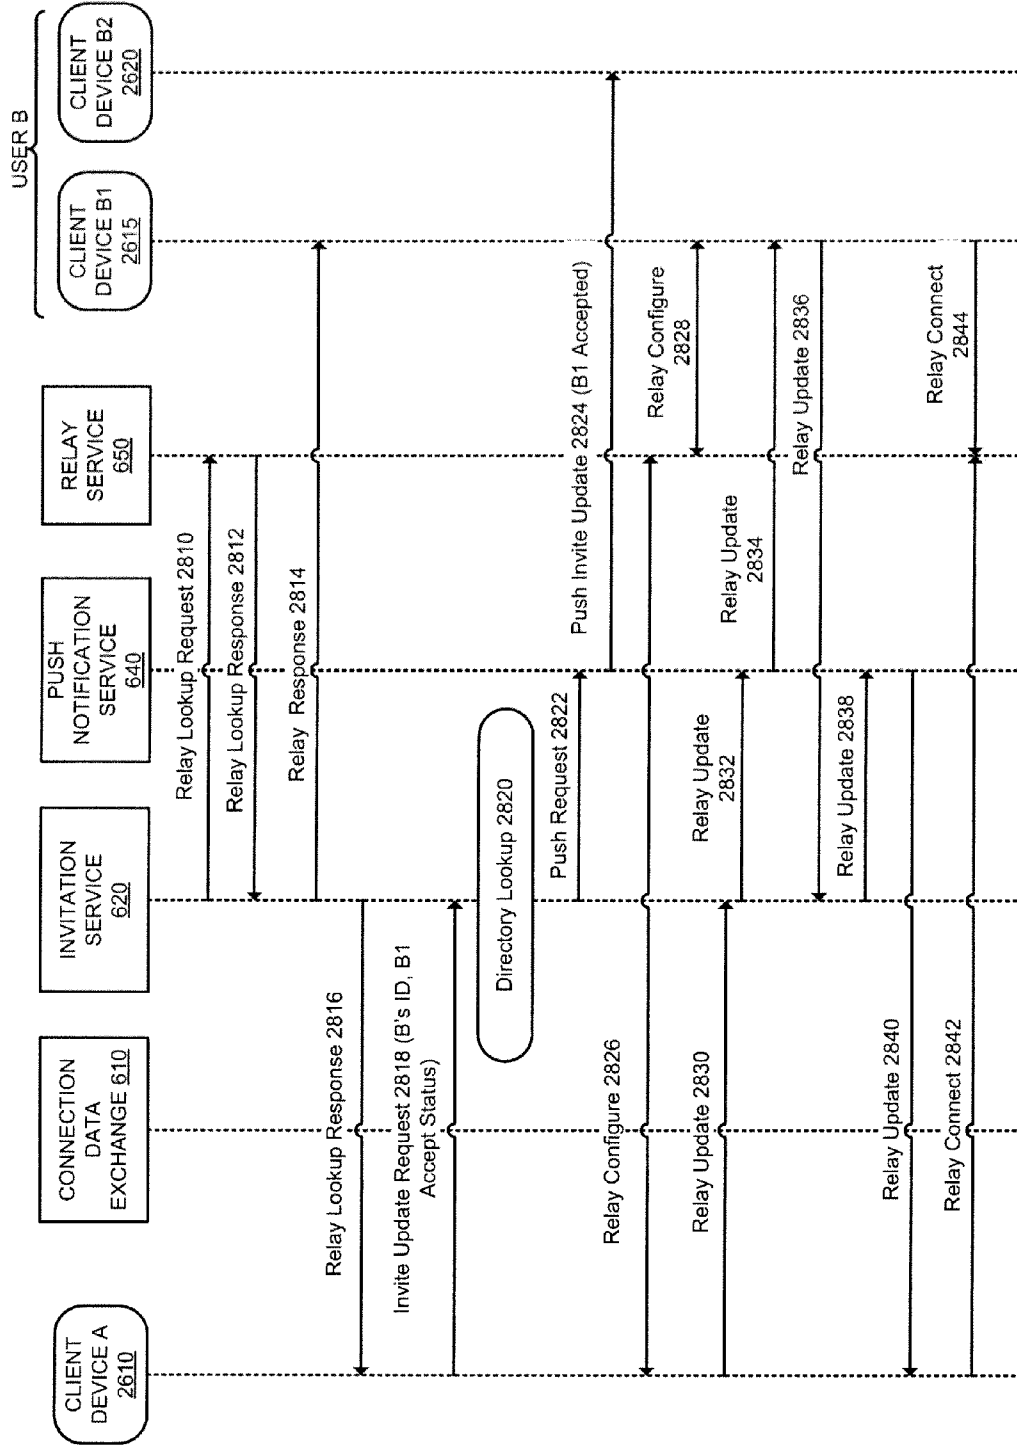 USER B
CLIENT
DEVICE A
2610
CONNECTION
DATA
EXCHANGE 610
INVITATION
SERVICE
620
PUSH
NOTIFICATION
SERVICE
640
RELAY
SERVICE
650
CLIENT
DEVICE B1
2615
CLIENT
DEVICE B2
2620
Relay Lookup Request 2810
Relay Lookup Response 2812
Relay Response 2814
Relay Lookup Response 2816
Invite Update Request 2818 (B's ID, B1
Accept Status)
Directory Lookup 2820
Push Request 2822
Push Invite Update 2824 (B1 Accepted)
Relay Configure 2826
Relay Configure
2828
Relay Update 2830
Relay Update
2832
Relay Update
2834
Relay Update 2836
Relay Update 2838
Relay Update 2840
Relay Connect 2842
Relay Connect
2844